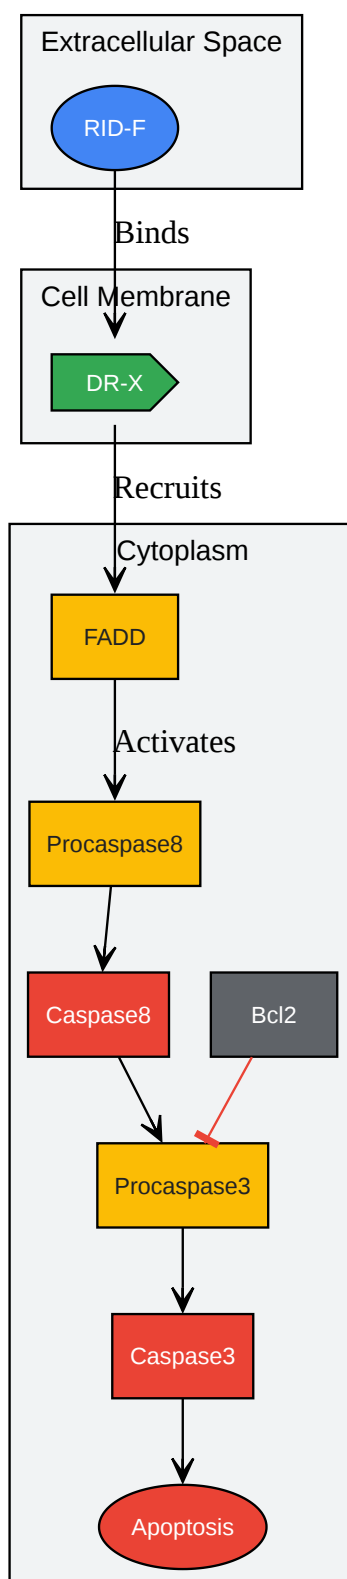 Extracellular Space
RID-F
Binds
Cell Membrane
DR-X
Recruits
Cytoplasm
FADD
Activates
Procaspase8
Caspase8
Bcl2
Procaspase3
Caspase3
Apoptosis